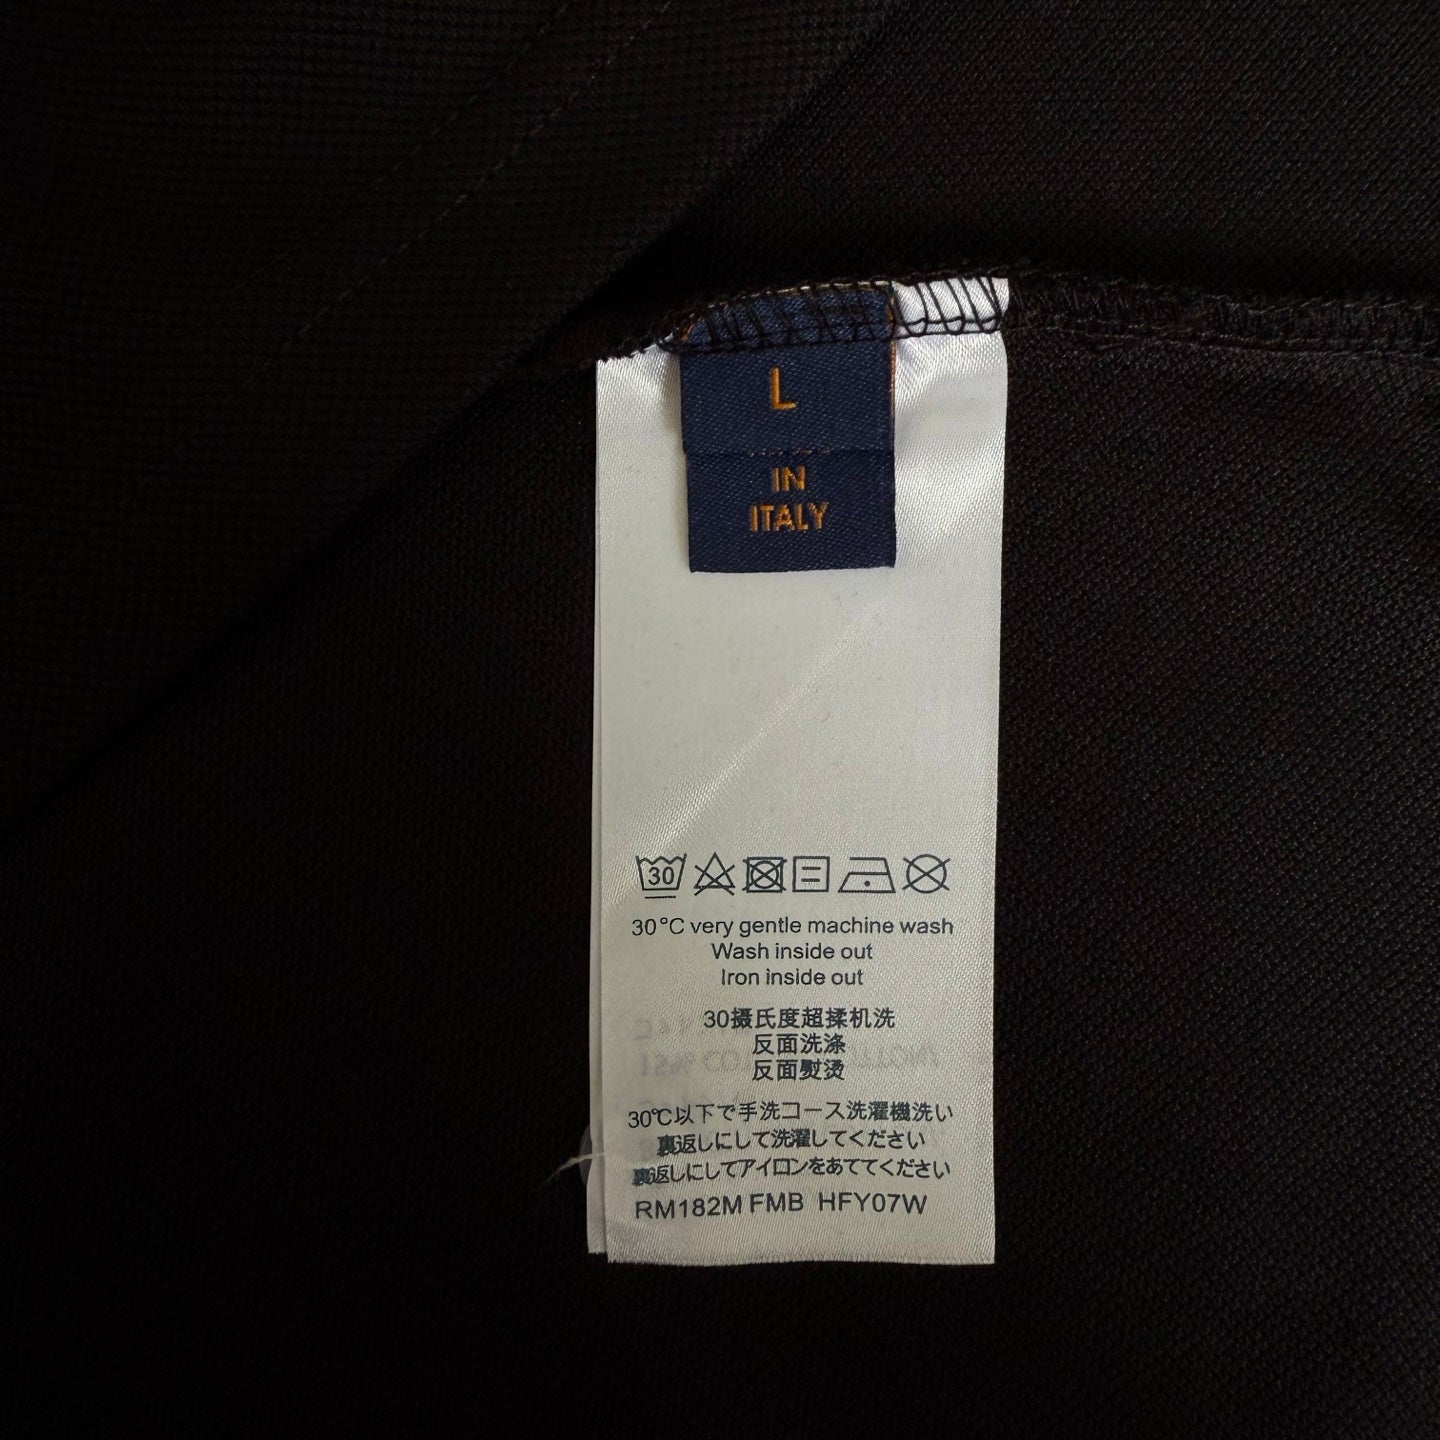 L
IN
ITALY
30
30°C very gentle machine wash
Wash inside out
Iron inside out
30摄氏度超揉机洗
反面洗涤
反面熨烫
30℃以下で手洗コース洗濯機洗い
裏返しにして洗濯してください
裏返しにしてアイロンをあててください
RM182M FMB HFY07W